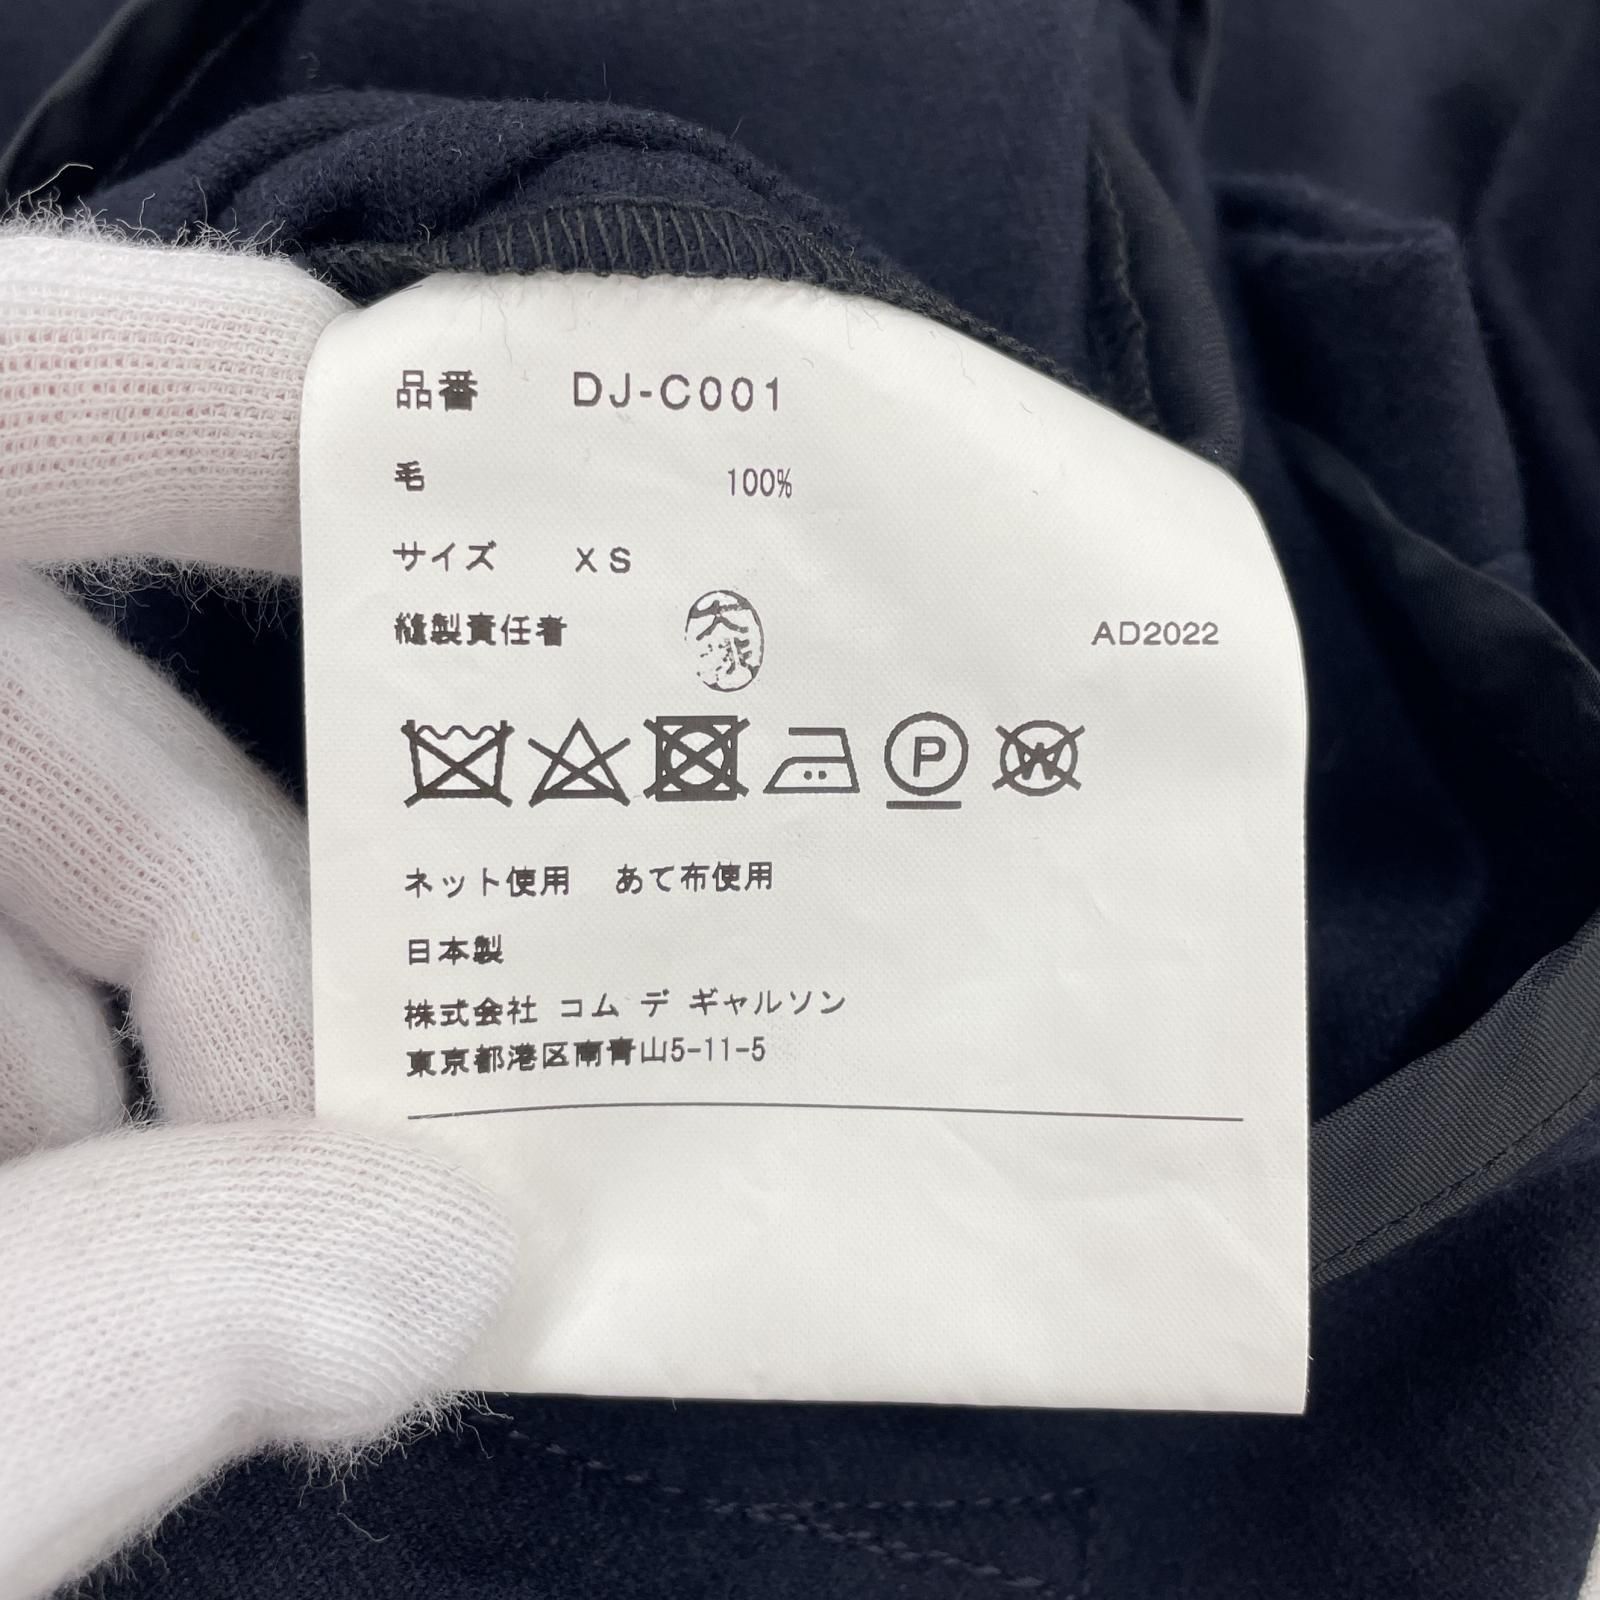 品番 DJ-C001
毛 100%
サイズ XS
縫製責任者 AD2022
P W
ネット使用 あて布使用
日本製
株式会社 コム デ ギャルソン
東京都港区南青山5-11-5